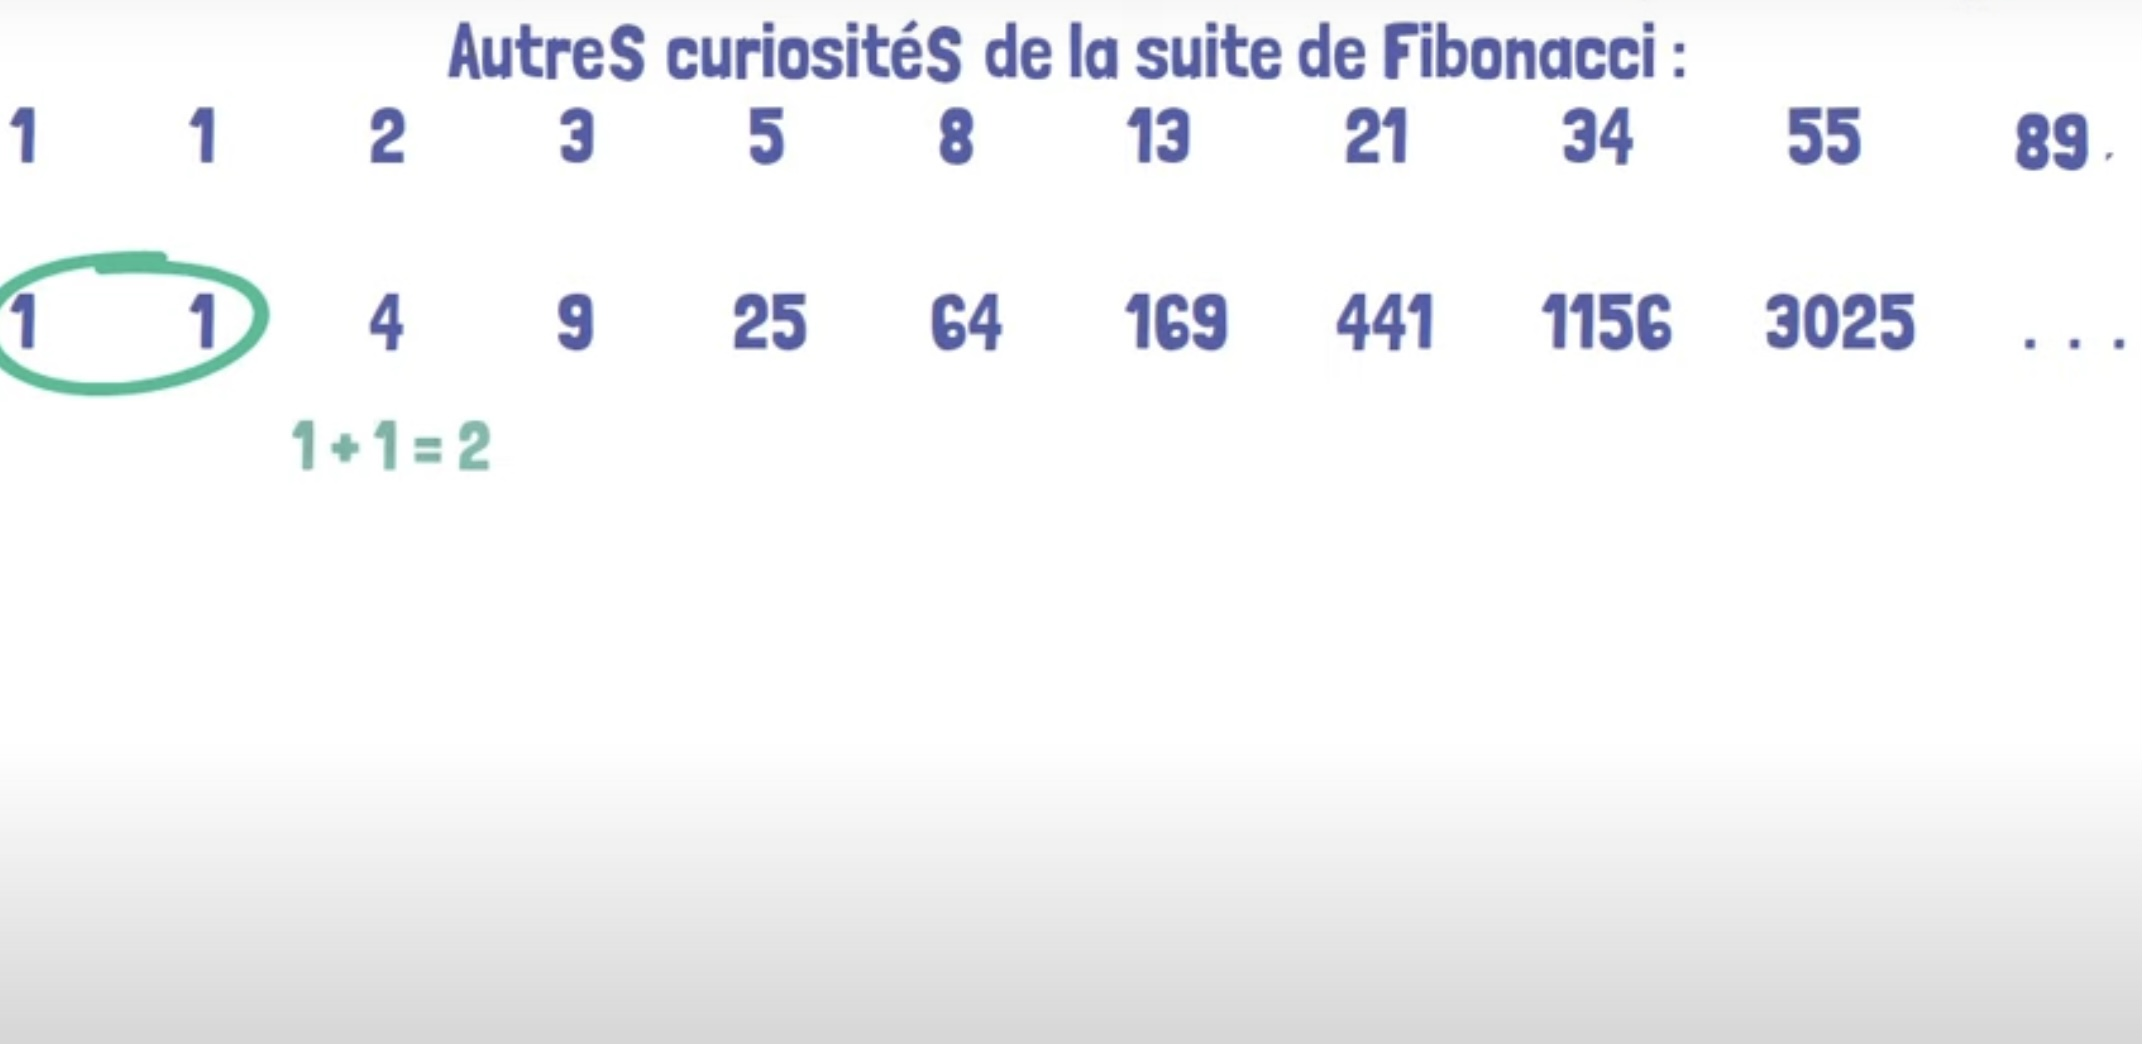 Autres curiosités de la suite de Fibonacci :
1 1 2 3 5 8 13 21 34 55 89
1 1 4 9 25 64 169 441 1156 3025 ...
1 + 1 = 2